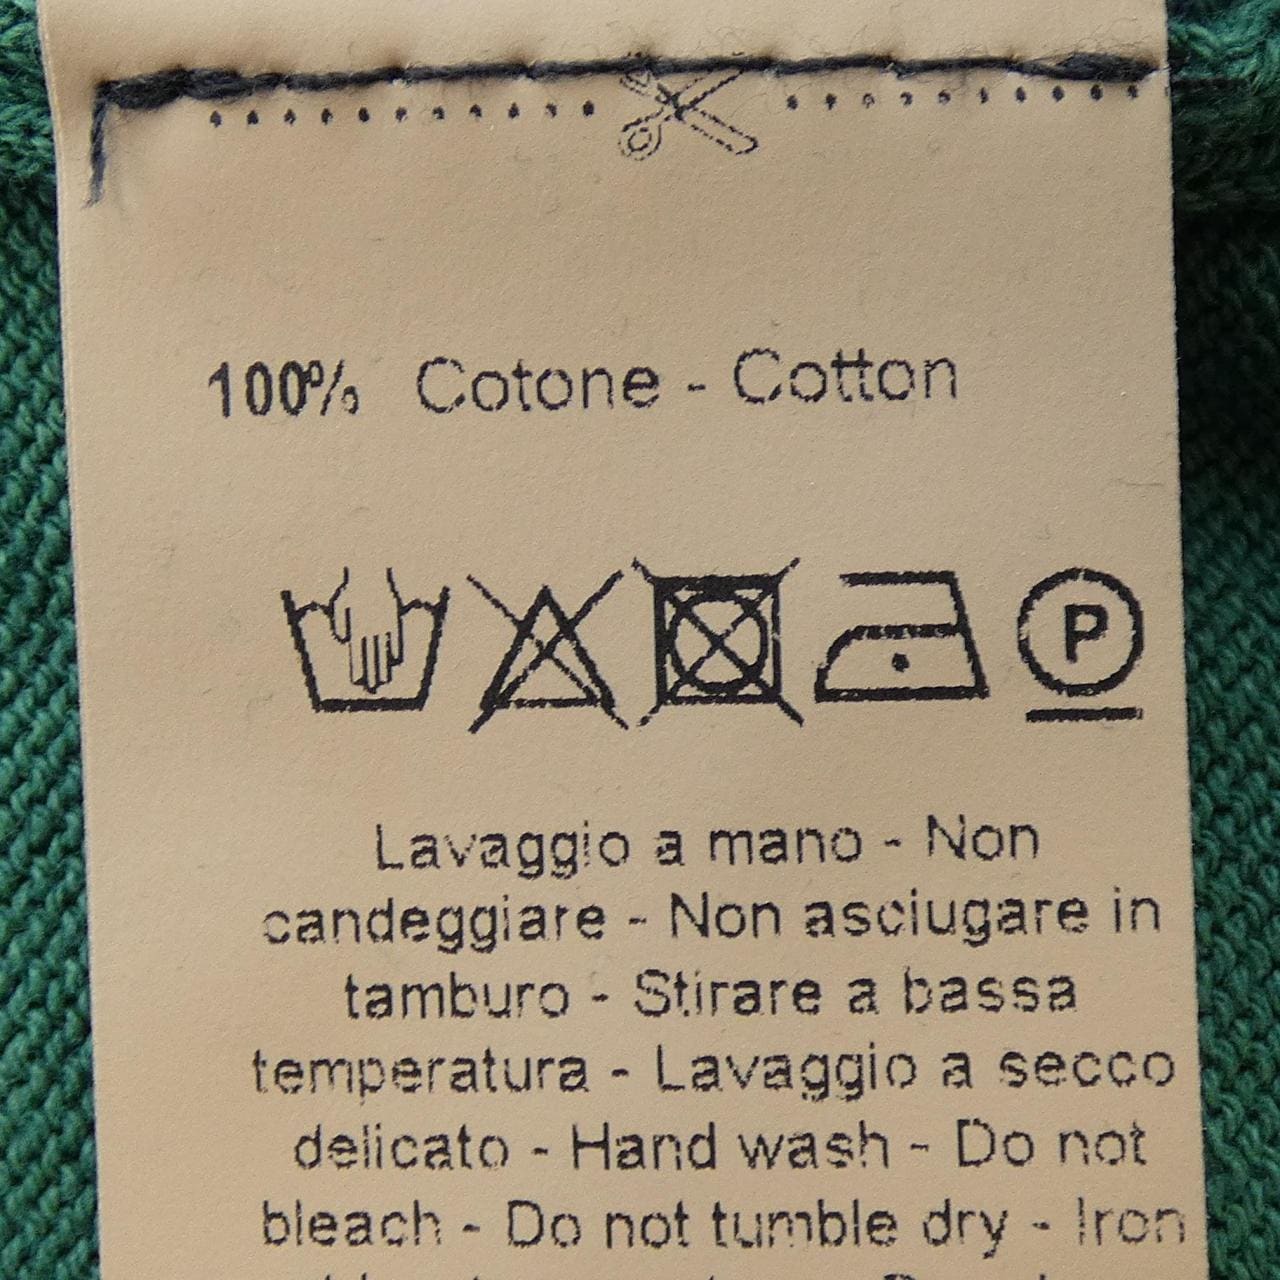 100% Cotone - Cotton
P
Lavaggio a mano - Non
candeggiare - Non asciugare in
tamburo - Stirare a bassa
temperatura - Lavaggio a secco
delicato - Hand wash - Do not
bleach - Do not tumble dry - Iron